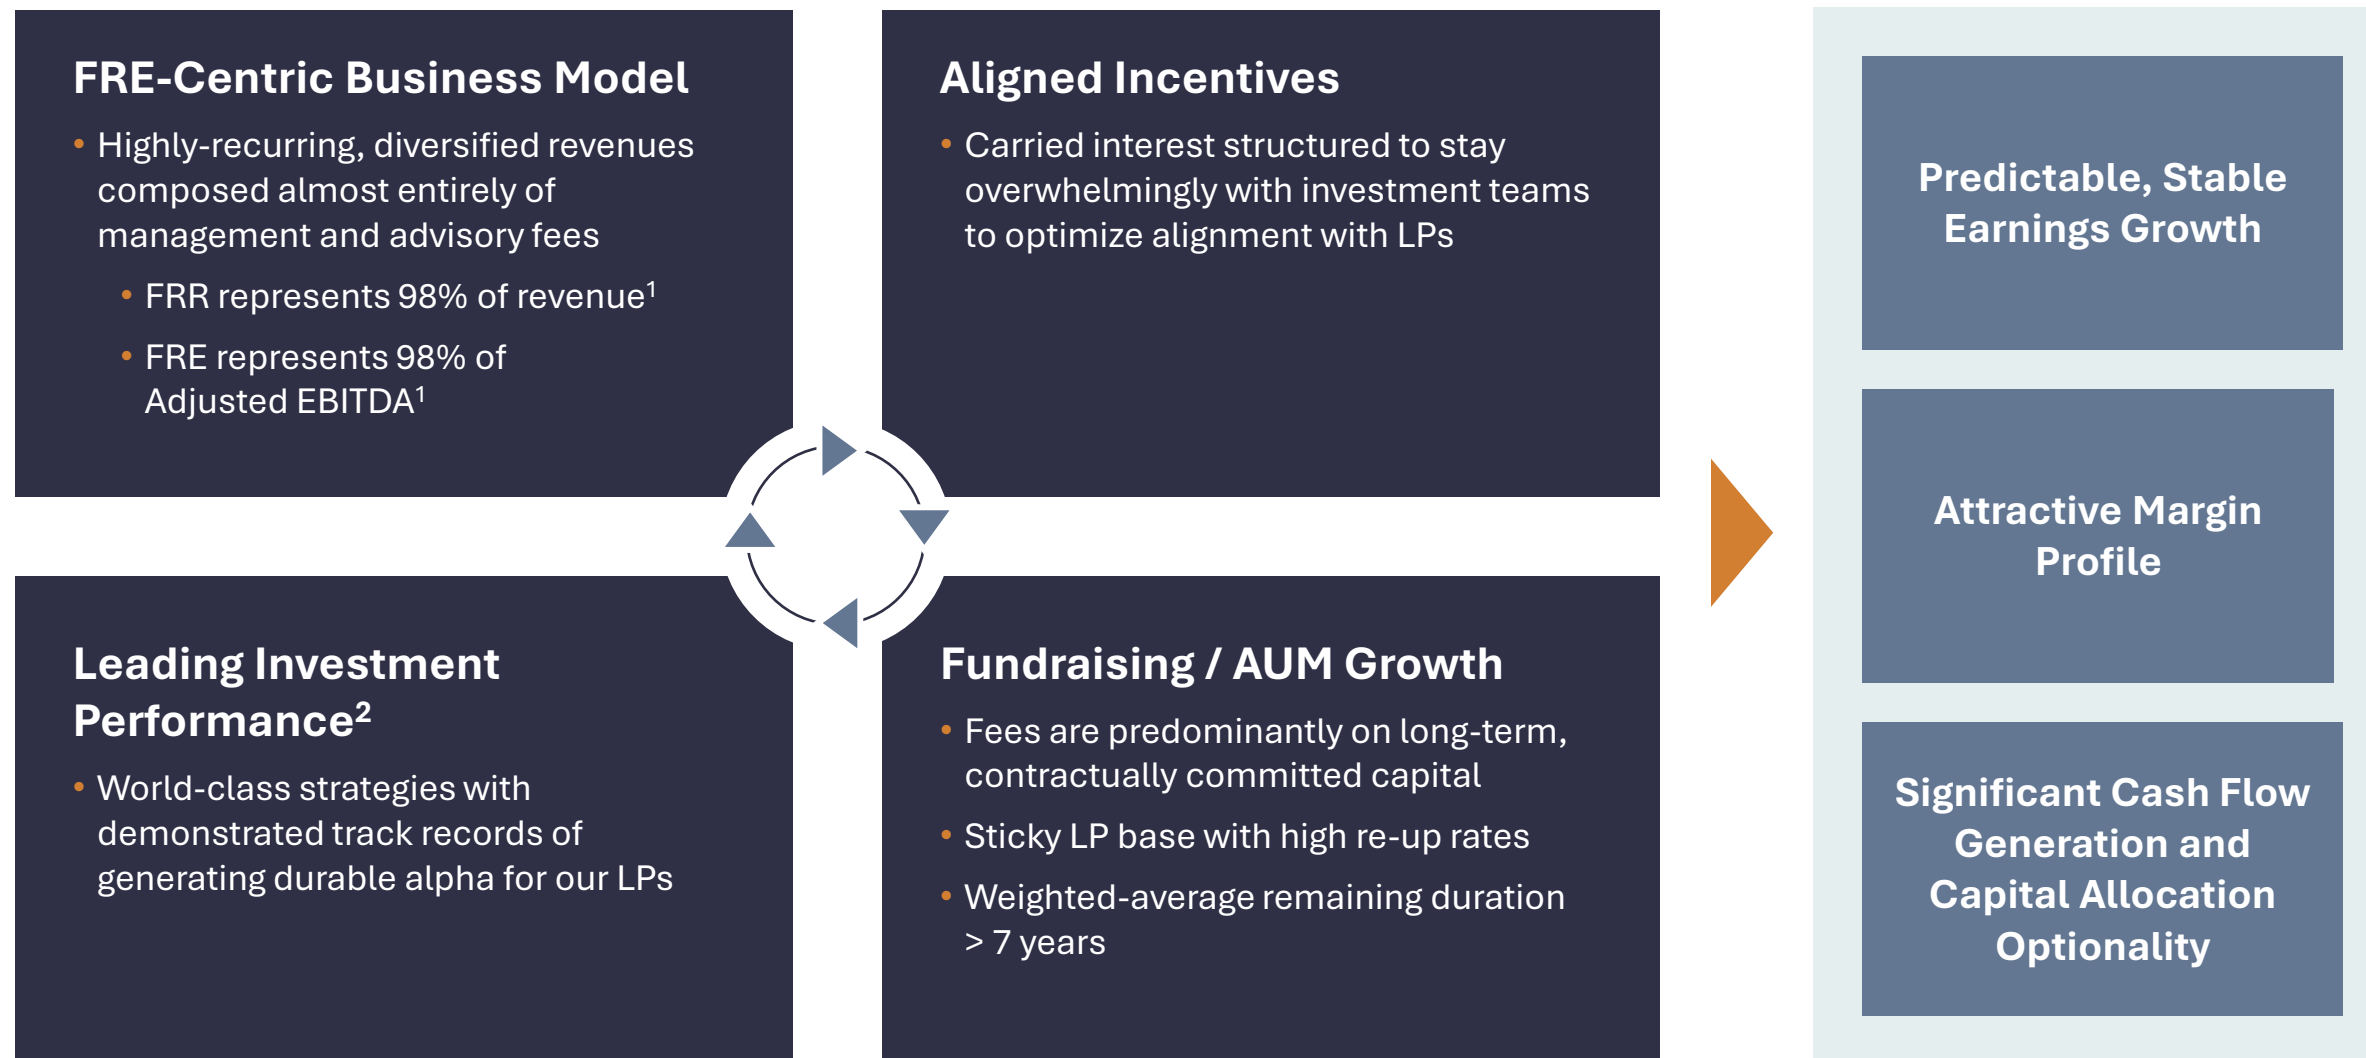 FRE-Centric Business Model
• Highly-recurring, diversified revenues
composed almost entirely of
management and advisory fees
• FRR represents 98% of revenue¹
• FRE represents 98% of
Adjusted EBITDA¹
Aligned Incentives
• Carried interest structured to stay
overwhelmingly with investment teams
to optimize alignment with LPs
Leading Investment
Performance²
• World-class strategies with
demonstrated track records of
generating durable alpha for our LPs
Fundraising / AUM Growth
• Fees are predominantly on long-term,
contractually committed capital
• Sticky LP base with high re-up rates
• Weighted-average remaining duration
> 7 years
Predictable, Stable
Earnings Growth
Attractive Margin
Profile
Significant Cash Flow
Generation and
Capital Allocation
Optionality